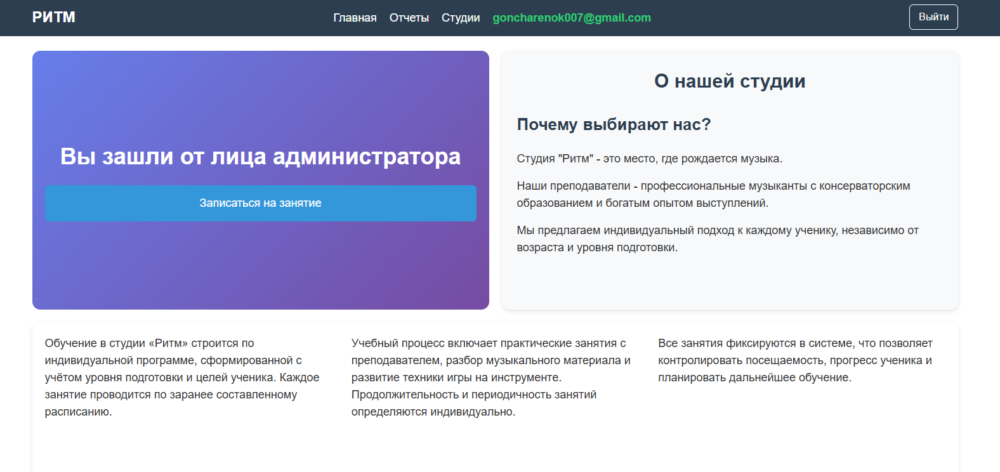 РИТМ
Главная Отчеты Студии goncharenok007@gmail.com
Выйти
Вы зашли от лица администратора
Записаться на занятие
О нашей студии
Почему выбирают нас?
Студия "Ритм" - это место, где рождается музыка.
Наши преподаватели - профессиональные музыканты с консерваторским
образованием и богатым опытом выступлений.
Мы предлагаем индивидуальный подход к каждому ученику, независимо от
возраста и уровня подготовки.
Обучение в студии «Ритм» строится по
индивидуальной программе, сформированной с
учётом уровня подготовки и целей ученика. Каждое
занятие проводится по заранее составленному
расписанию.
Учебный процесс включает практические занятия с
преподавателем, разбор музыкального материала и
развитие техники игры на инструменте.
Продолжительность и периодичность занятий
определяются индивидуально.
Все занятия фиксируются в системе, что позволяет
контролировать посещаемость, прогресс ученика и
планировать дальнейшее обучение.